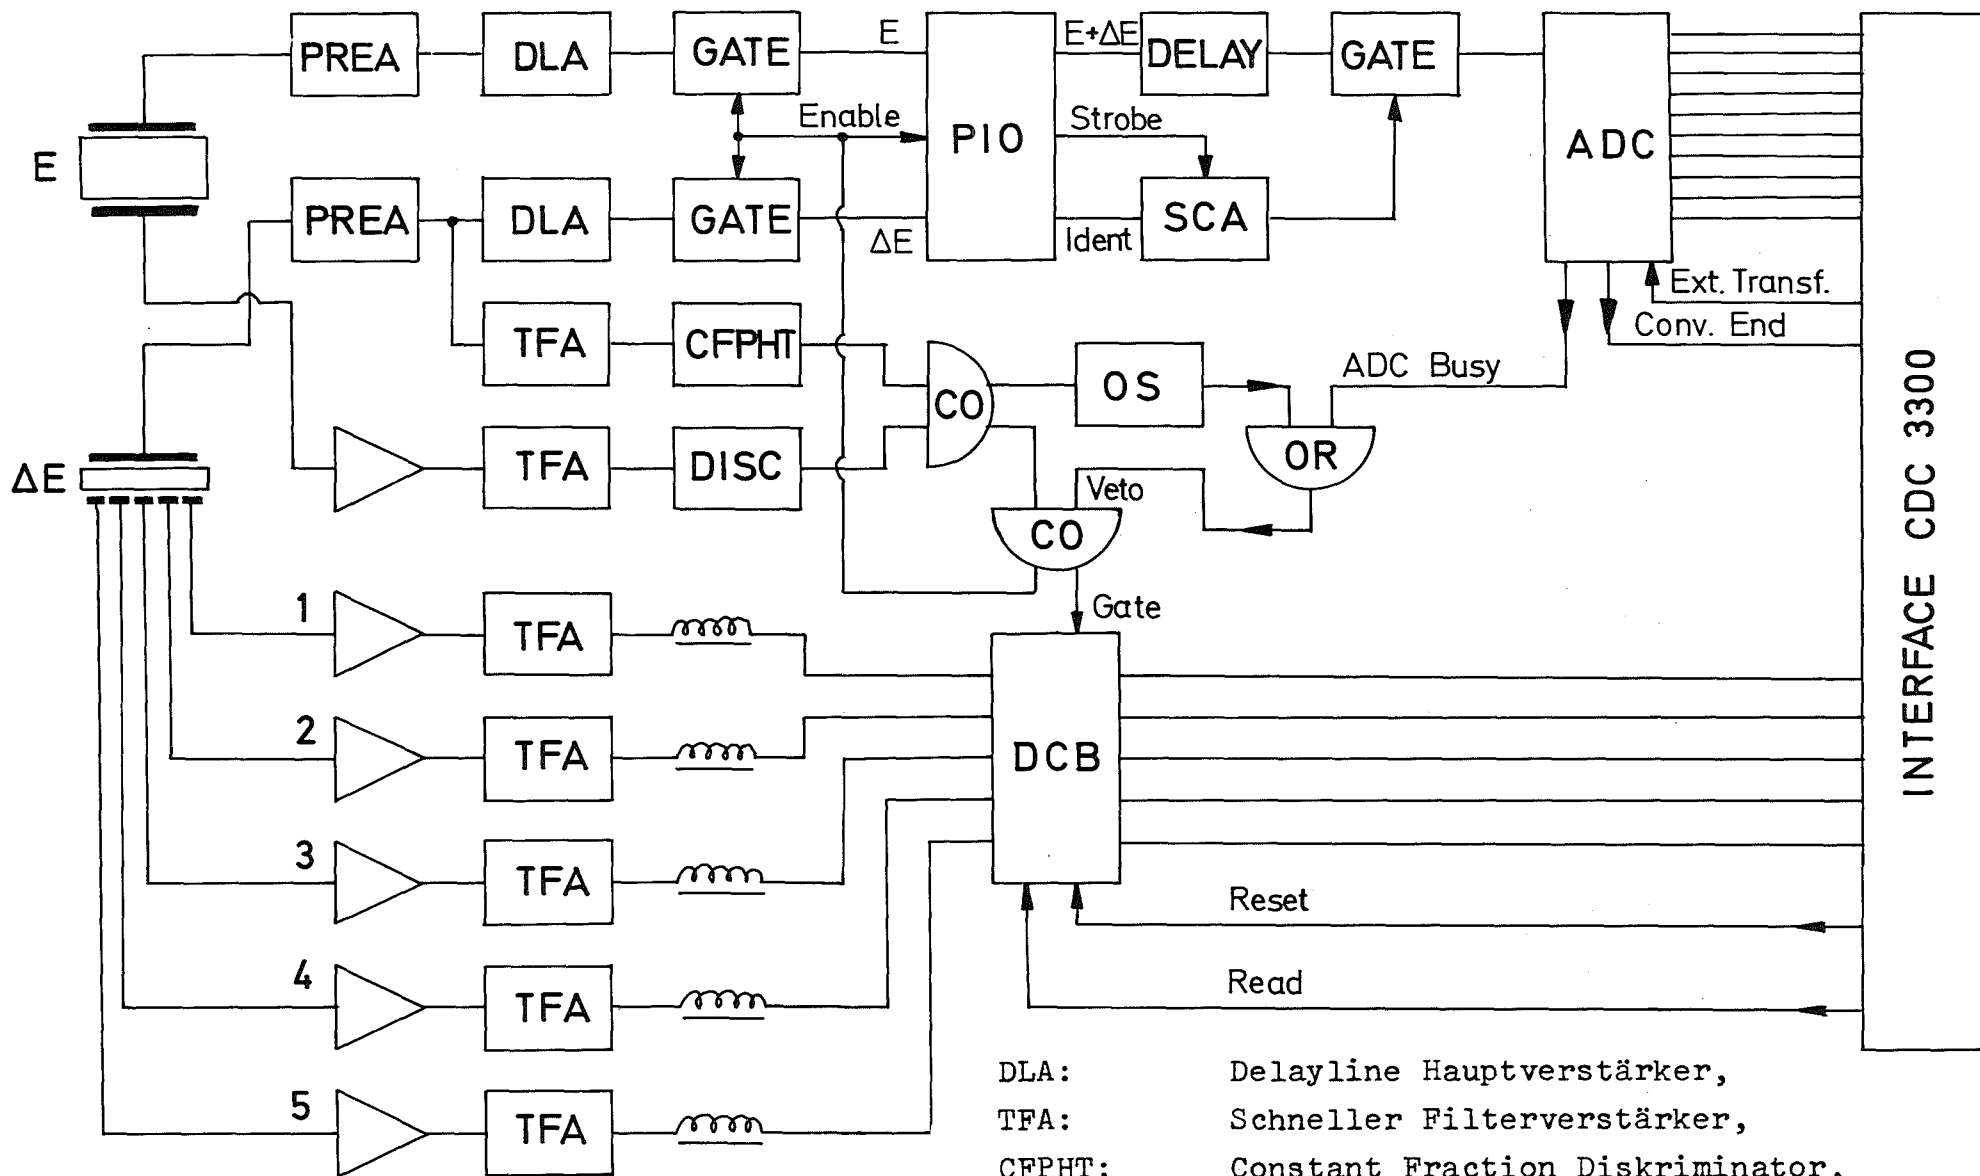 PREA DLA GATE E PIO E+ΔE DELAY GATE ADC
Enable Strobe
E
PREA DLA GATE ΔE Ident SCA
Ext. Transf.
Conv. End
TFA CFPHT CO OS ADC Busy
OR
ΔE TFA DISC Veto
CO
Gate
INTERFACE CDC 3300
1 TFA
2 TFA DCB
3 TFA
Reset
4 TFA Read
5 TFA
DLA: Delayline Hauptverstärker,
TFA: Schneller Filterverstärker,
CFPHT: Constant Fraction Diskriminator,